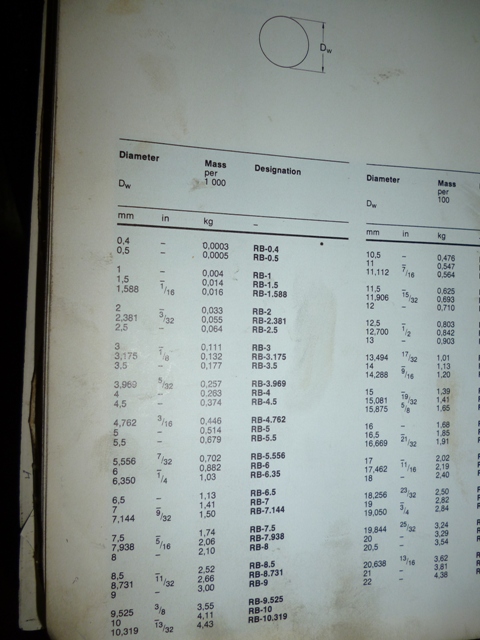 Dw
Diameter Mass Designation
per
1 000
Dw
mm in kg –
0,4 – 0,0003 RB-0.4
0,5 – 0,0005 RB-0.5
1 – 0,004 RB-1
1,5 – 0,014 RB-1.5
1,588 1/16 0,016 RB-1.588
2 – 0,033 RB-2
2,381 3/32 0,055 RB-2.381
2,5 – 0,064 RB-2.5
3 – 0,111 RB-3
3,175 1/8 0,132 RB-3.175
3,5 – 0,177 RB-3.5
3,969 5/32 0,257 RB-3.969
4 – 0,263 RB-4
4,5 – 0,374 RB-4.5
4,762 3/16 0,446 RB-4.762
5 – 0,514 RB-5
5,5 – 0,679 RB-5.5
5,556 7/32 0,702 RB-5.556
6 – 0,882 RB-6
6,350 1/4 1,03 RB-6.35
6,5 – 1,13 RB-6.5
7 – 1,41 RB-7
7,144 9/32 1,50 RB-7.144
7,5 – 1,74 RB-7.5
7,938 5/16 2,06 RB-7.938
8 – 2,10 RB-8
8,5 – 2,52 RB-8.5
8,731 11/32 2,66 RB-8.731
9 – 3,00 RB-9
9,525 3/8 3,55 RB-9.525
10 – 4,11 RB-10
10,319 13/32 4,43 RB-10.319
Diameter Mass
per
100
Dw
mm in kg
10,5 – 0,476
11 – 0,547
11,112 7/16 0,564
11,5 – 0,625
11,906 15/32 0,693
12 – 0,710
12,5 – 0,803
12,700 1/2 0,842
13 – 0,903
13,494 17/32 1,01
14 – 1,13
14,288 9/16 1,20
15 – 1,39
15,081 19/32 1,41
15,875 5/8 1,65
16 – 1,68
16,5 – 1,85
16,669 21/32 1,91
17 – 2,02
17,462 11/16 2,19
18 – 2,40
18,256 23/32 2,50
19 – 2,82
19,050 3/4 2,84
19,844 25/32 3,24
20 – 3,29
20,5 – 3,54
20,638 13/16 3,62
21 – 3,81
22 – 4,38